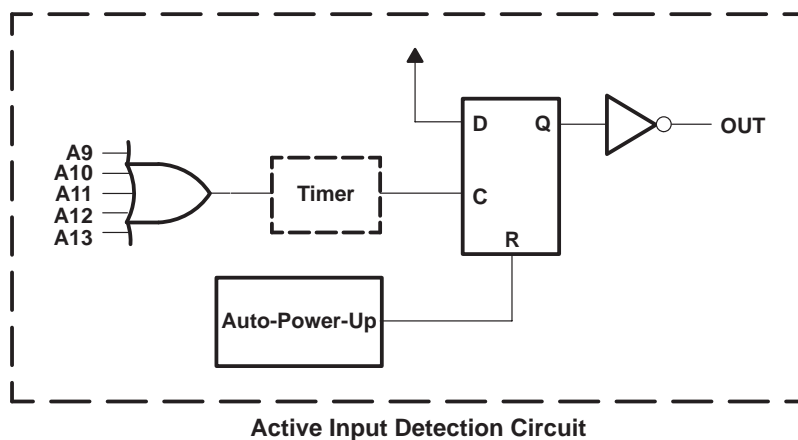 D
Q
OUT
A9
A10
A11
A12
A13
Timer
C
R
Auto-Power-Up
Active Input Detection Circuit